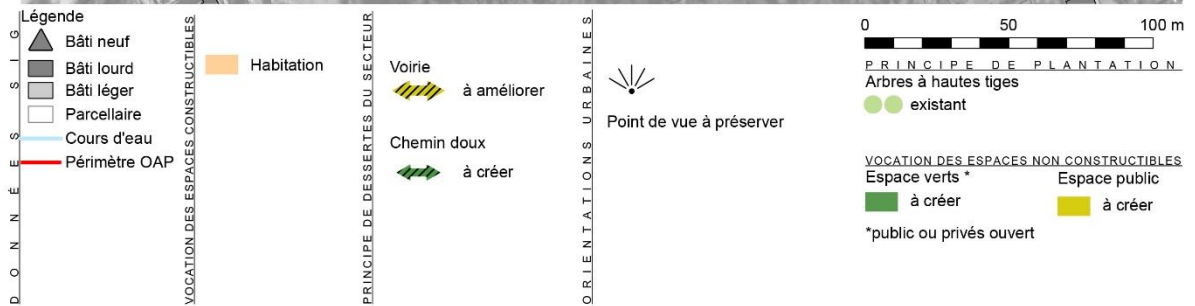 Légende
DONNÉES SIG
Bâti neuf
Bâti lourd
Bâti léger
Parcellaire
Cours d'eau
Périmètre OAP
VOCATION DES ESPACES CONSTRUCTIBLES
Habitation
PRINCIPE DE DESSERTES DU SECTEUR
Voirie
à améliorer
Chemin doux
à créer
ORIENTATIONS URBAINES
Point de vue à préserver
0 50 100 m
PRINCIPE DE PLANTATION
Arbres à hautes tiges
existant
VOCATION DES ESPACES NON CONSTRUCTIBLES
Espace verts * Espace public
à créer à créer
*public ou privés ouvert